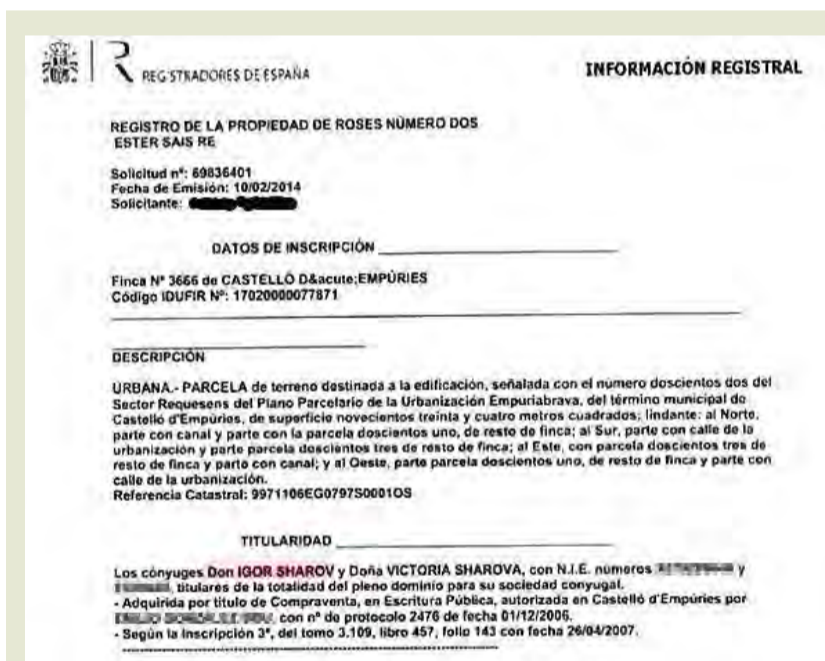 REGISTRADORES DE ESPAÑA
INFORMACIÓN REGISTRAL
REGISTRO DE LA PROPIEDAD DE ROSES NÚMERO DOS
ESTER SAIS RE
Solicitud nº: 69836401
Fecha de Emisión: 10/02/2014
Solicitante:
DATOS DE INSCRIPCIÓN
Finca Nº 3666 de CASTELLÓ D&acute;EMPÚRIES
Código IDUFIR Nº: 17020000077871
DESCRIPCIÓN
URBANA.- PARCELA de terreno destinada a la edificación, señalada con el número doscientos dos del
Sector Requesens del Plano Parcelario de la Urbanización Empuriabrava, del término municipal de
Castelló d'Empúries, de superficie novecientos treinta y cuatro metros cuadrados; lindante: al Norte,
parte con canal y parte con la parcela doscientos uno, de resto de finca; al Sur, parte con calle de la
urbanización y parte parcela doscientos tres de resto de finca; al Este, con parcela doscientos tres de
resto de finca y parte con canal; y al Oeste, parte parcela doscientos uno, de resto de finca y parte con
calle de la urbanización.
Referencia Catastral: 9971106EG0797S0001OS
TITULARIDAD
Los cónyuges Don IGOR SHAROV y Doña VICTORIA SHAROVA, con N.I.E. números y
, titulares de la totalidad del pleno dominio para su sociedad conyugal.
- Adquirida por título de Compraventa, en Escritura Pública, autorizada en Castelló d'Empúries por
, con nº de protocolo 2476 de fecha 01/12/2006.
- Según la Inscripción 3ª, del tomo 3.109, libro 457, folio 143 con fecha 26/04/2007.